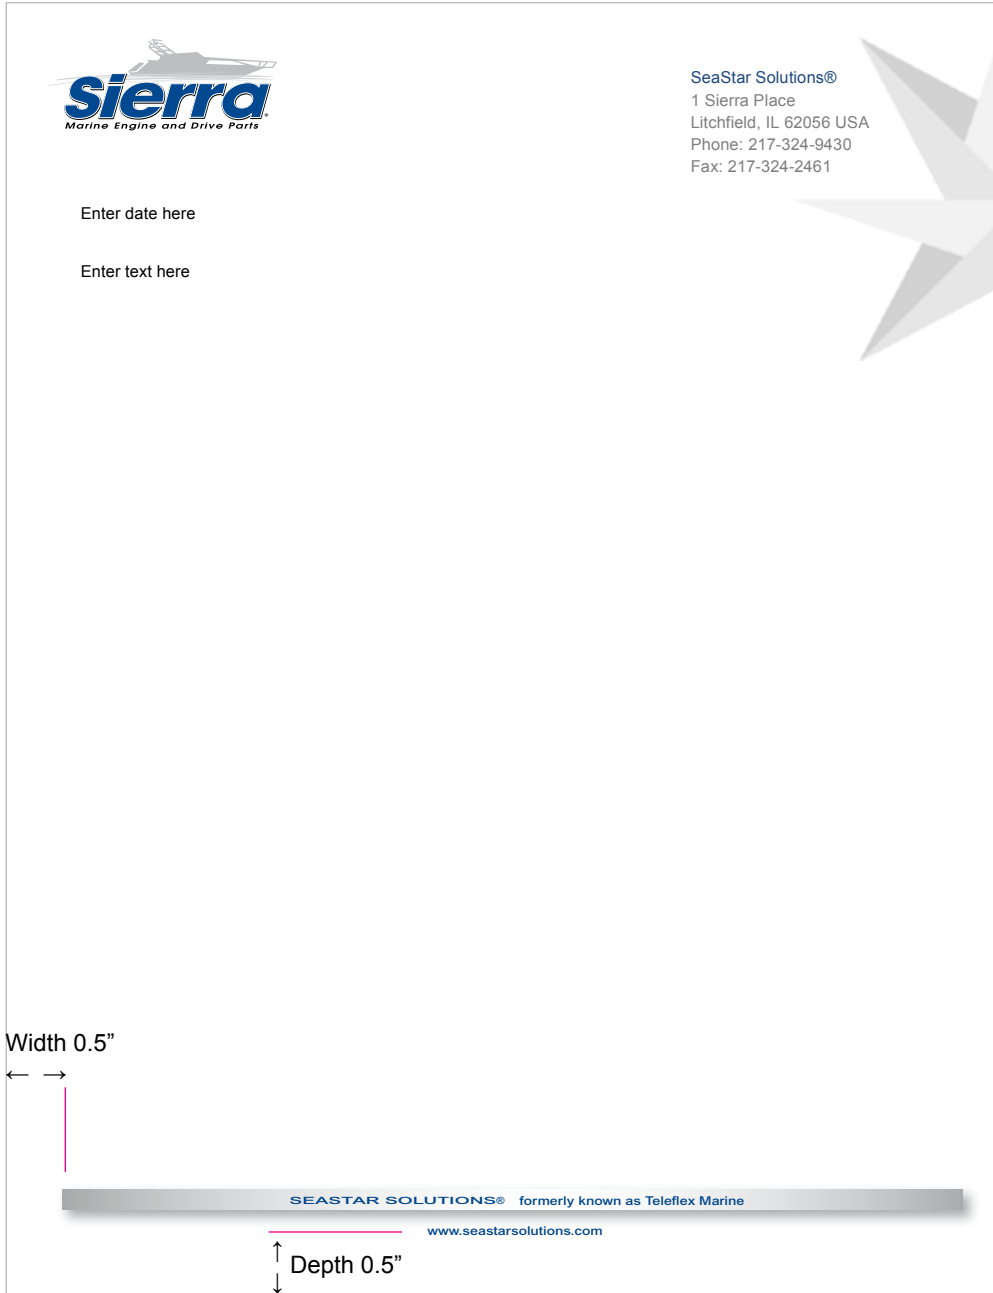 Sierra®
Marine Engine and Drive Parts
SeaStar Solutions®
1 Sierra Place
Litchfield, IL 62056 USA
Phone: 217-324-9430
Fax: 217-324-2461
Enter date here
Enter text here
Width 0.5”
← →
SEASTAR SOLUTIONS® formerly known as Teleflex Marine
www.seastarsolutions.com
↑
Depth 0.5”
↓